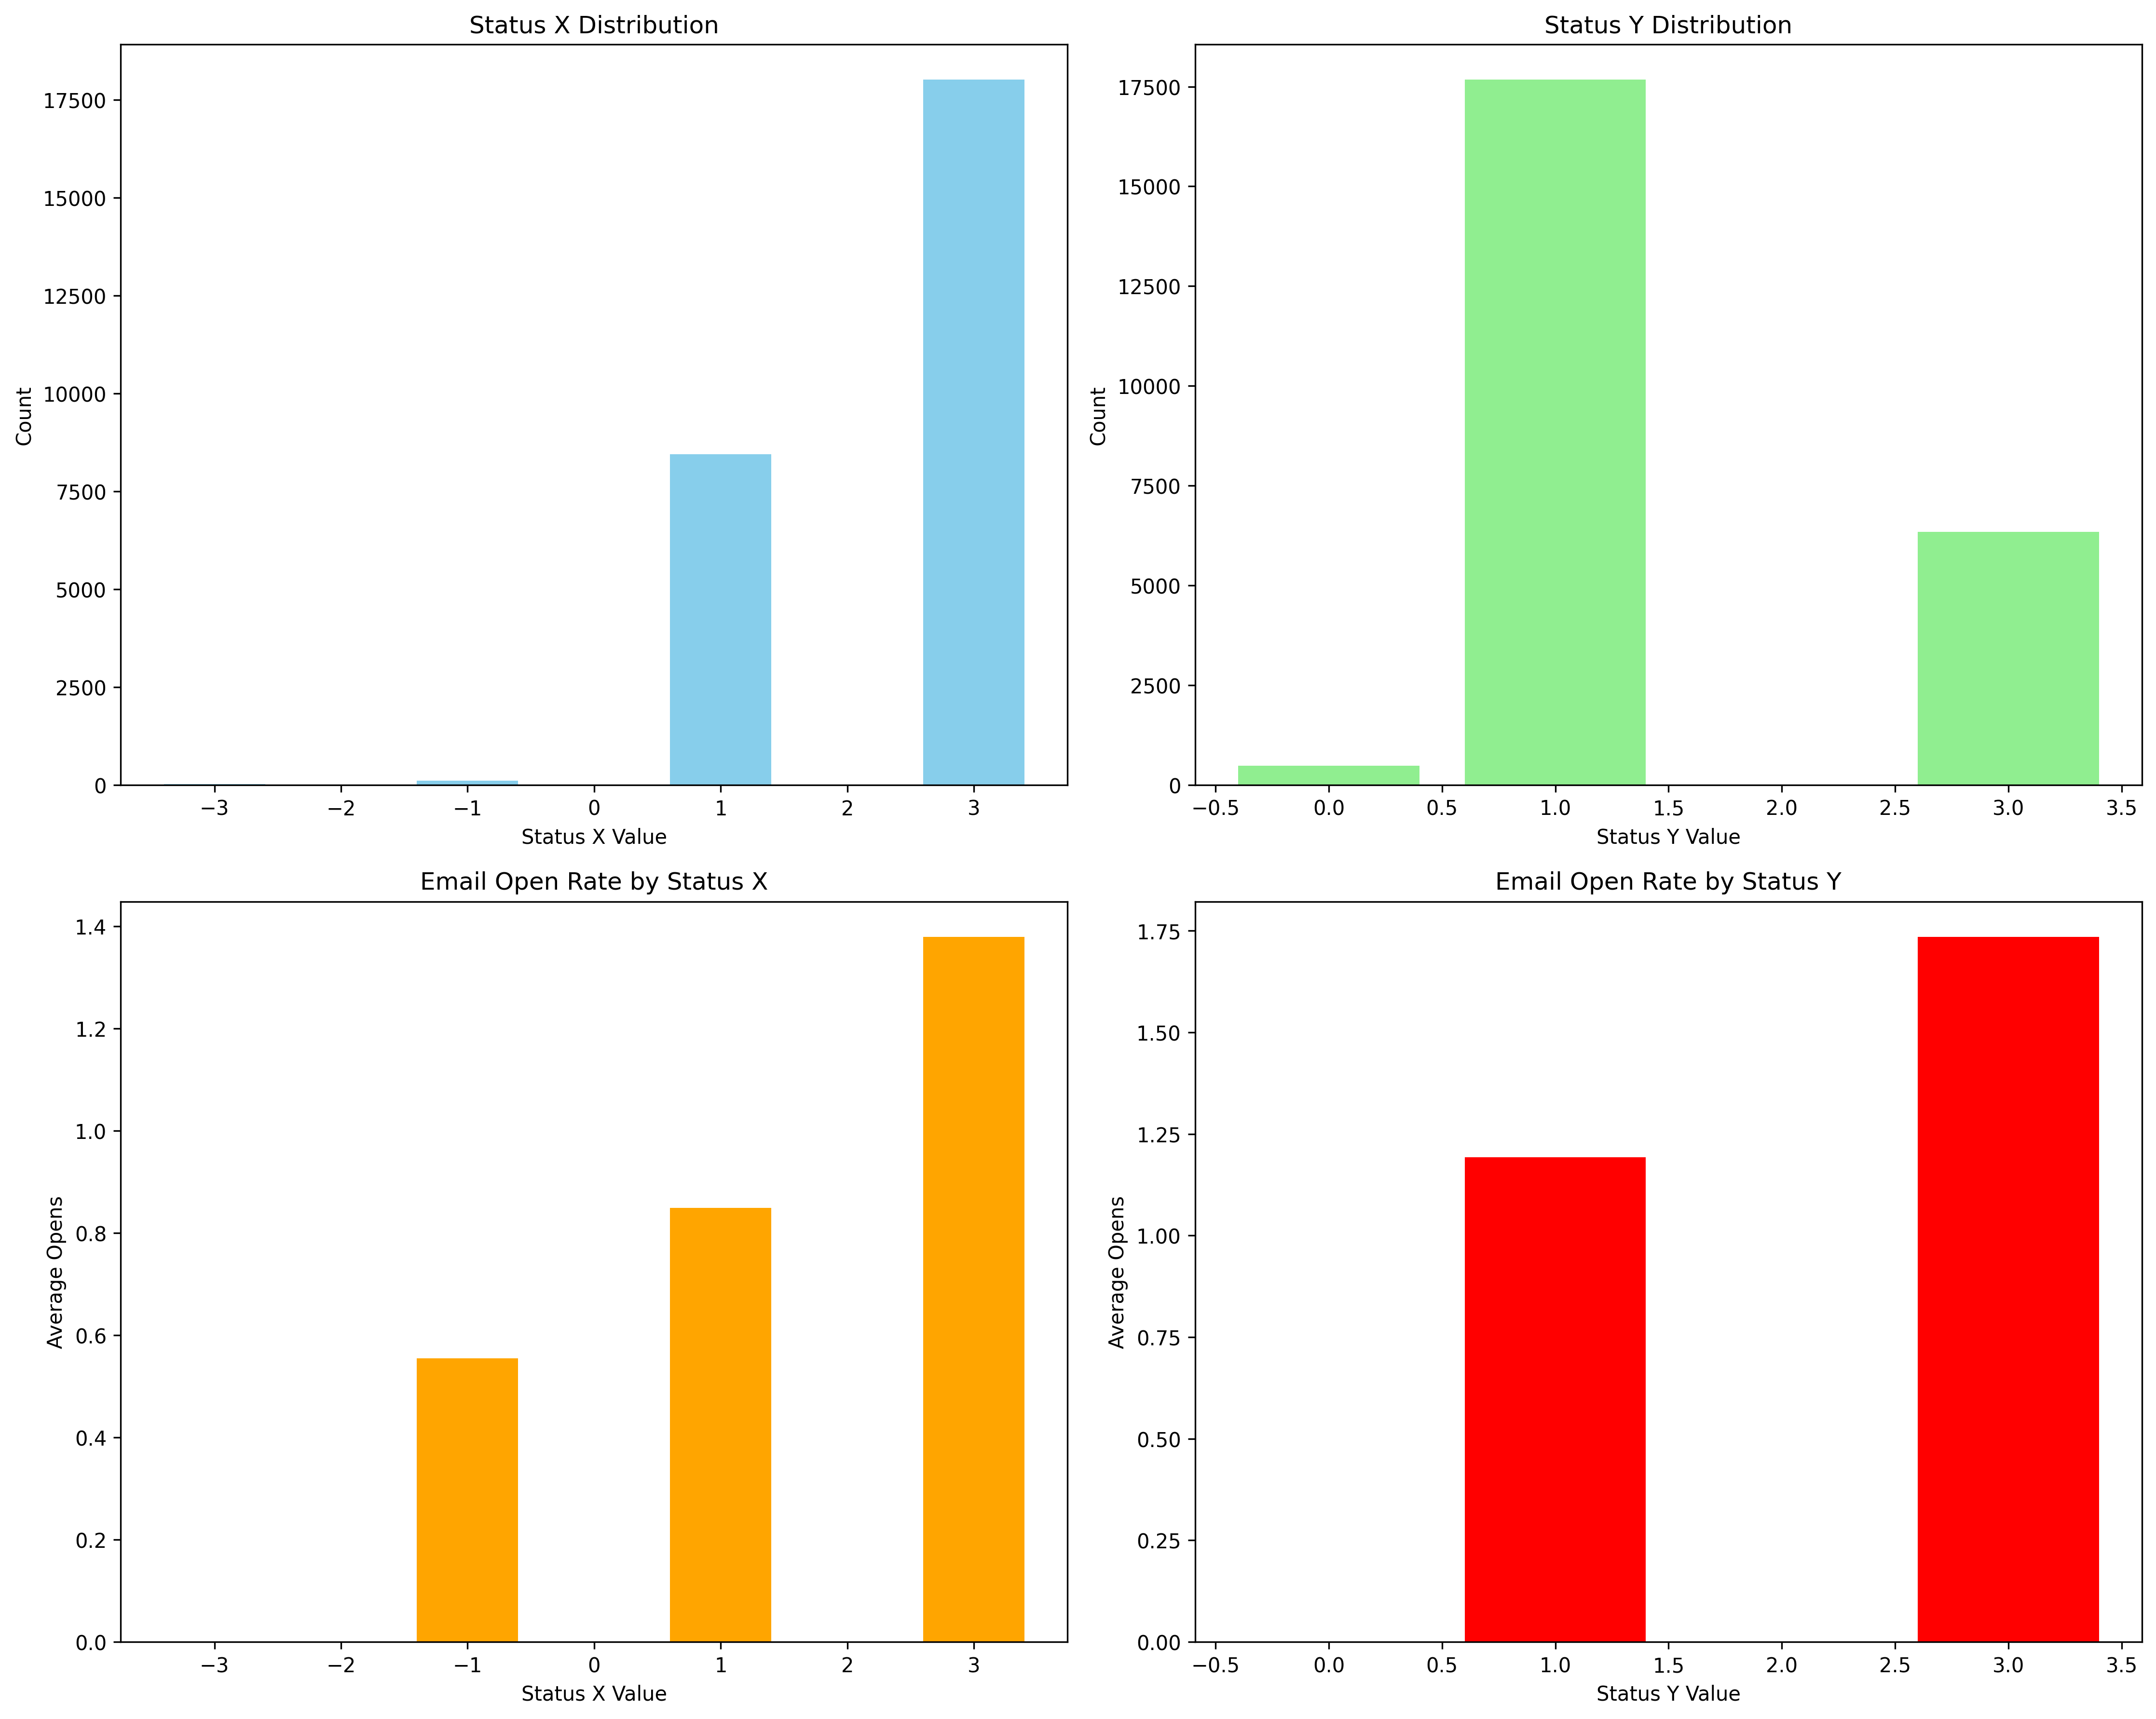 Status X Distribution
17500
15000
12500
10000
7500
5000
2500
0
Count
−3 −2 −1 0 1 2 3
Status X Value
Status Y Distribution
17500
15000
12500
10000
7500
5000
2500
0
Count
−0.5 0.0 0.5 1.0 1.5 2.0 2.5 3.0 3.5
Status Y Value
Email Open Rate by Status X
1.4
1.2
1.0
0.8
0.6
0.4
0.2
0.0
Average Opens
−3 −2 −1 0 1 2 3
Status X Value
Email Open Rate by Status Y
1.75
1.50
1.25
1.00
0.75
0.50
0.25
0.00
Average Opens
−0.5 0.0 0.5 1.0 1.5 2.0 2.5 3.0 3.5
Status Y Value